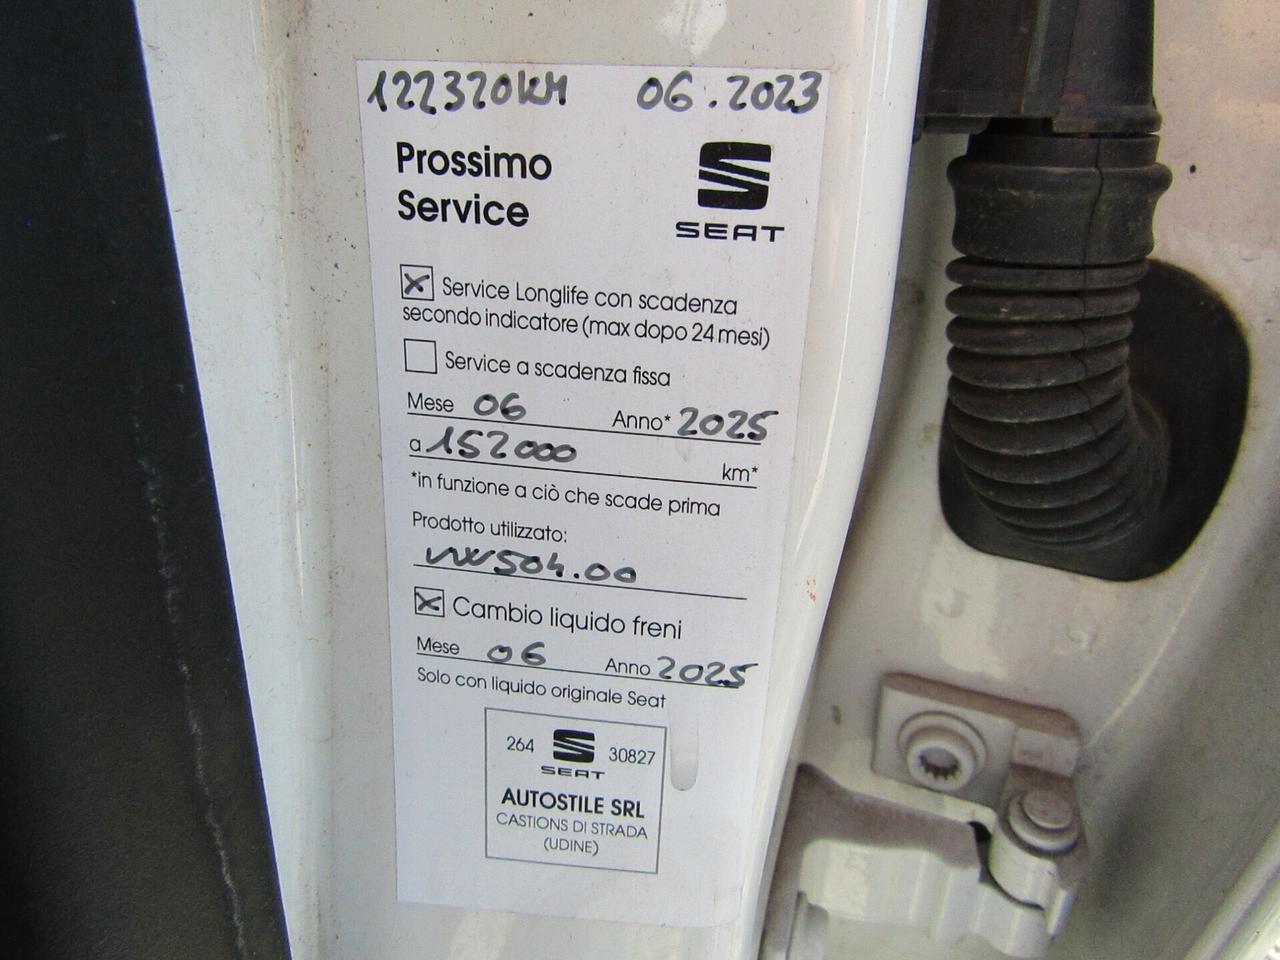 122320KM 06.2023
Prossimo
Service
SEAT
x Service Longlife con scadenza
secondo indicatore (max dopo 24 mesi)
Service a scadenza fissa
Mese 06 Anno* 2025
a 152000 km*
*in funzione a ciò che scade prima
Prodotto utilizzato:
VW504.00
x Cambio liquido freni
Mese 06 Anno 2025
Solo con liquido originale Seat
264 30827
SEAT
AUTOSTILE SRL
CASTIONS DI STRADA
(UDINE)